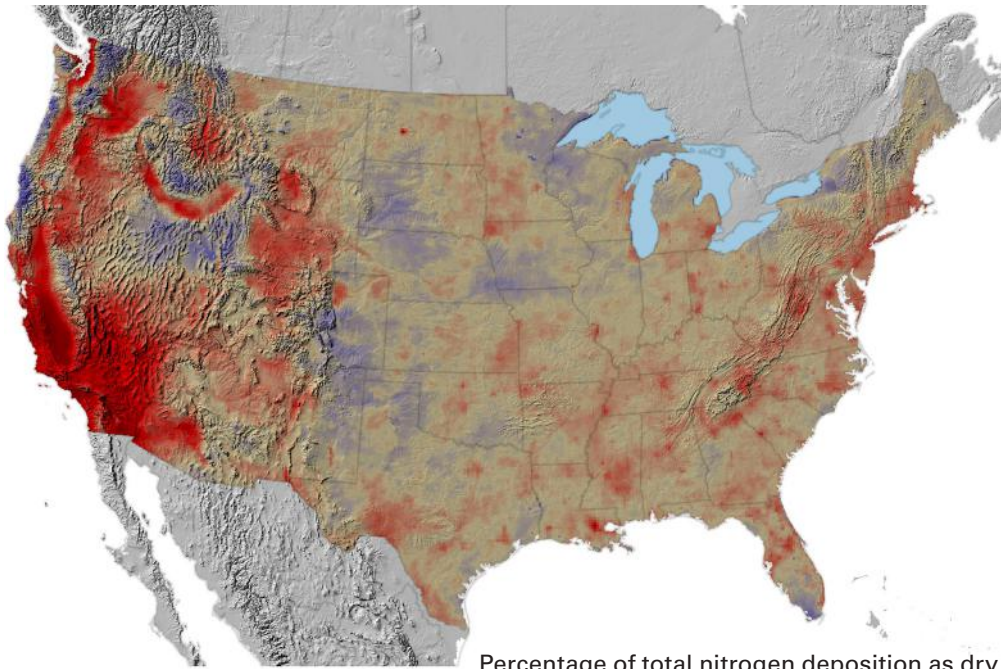 Percentage of total nitrogen deposition as dry